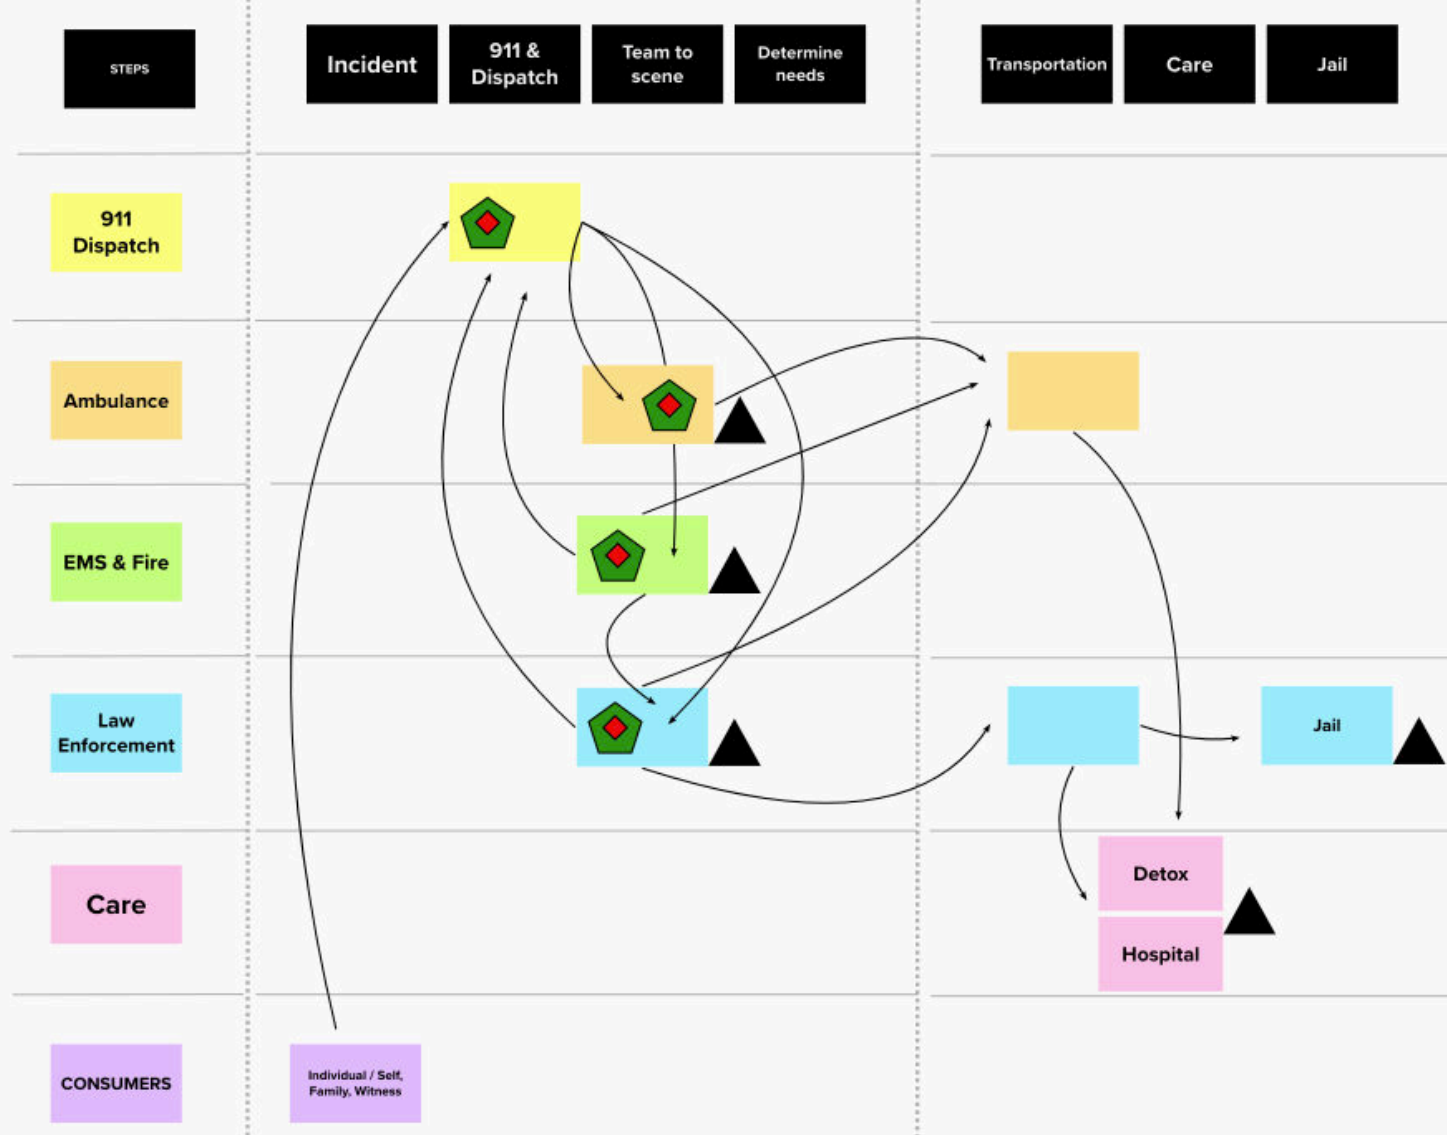 STEPS
Incident
911 &
Dispatch
Team to
scene
Determine
needs
Transportation
Care
Jail
911
Dispatch
Ambulance
EMS & Fire
Law
Enforcement
Jail
Care
Detox
Hospital
CONSUMERS
Individual / Self,
Family, Witness